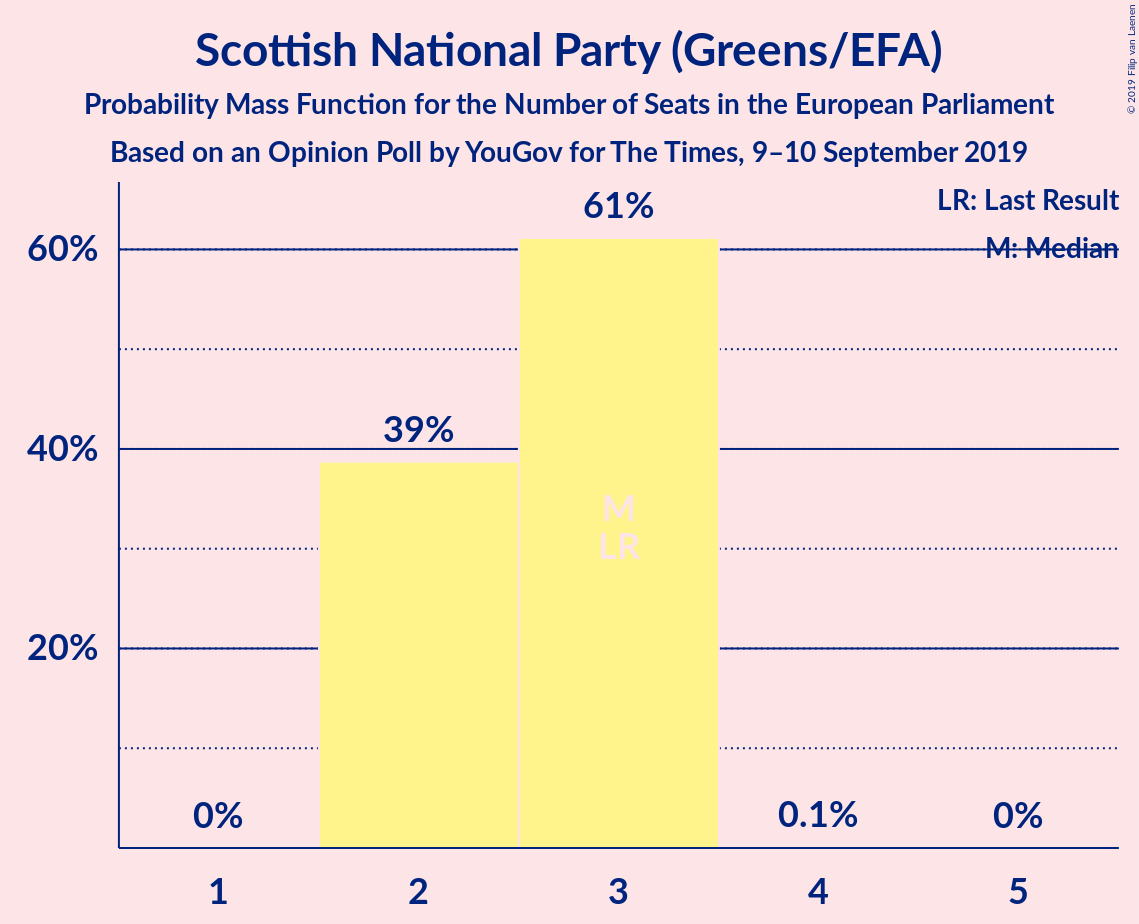 Scottish National Party (Greens/EFA)
Probability Mass Function for the Number of Seats in the European Parliament
Based on an Opinion Poll by YouGov for The Times, 9–10 September 2019
© 2019 Filip van Laenen
LR: Last Result
M: Median
60%
40%
20%
0%
39%
61%
0.1%
0%
M
LR
1
2
3
4
5